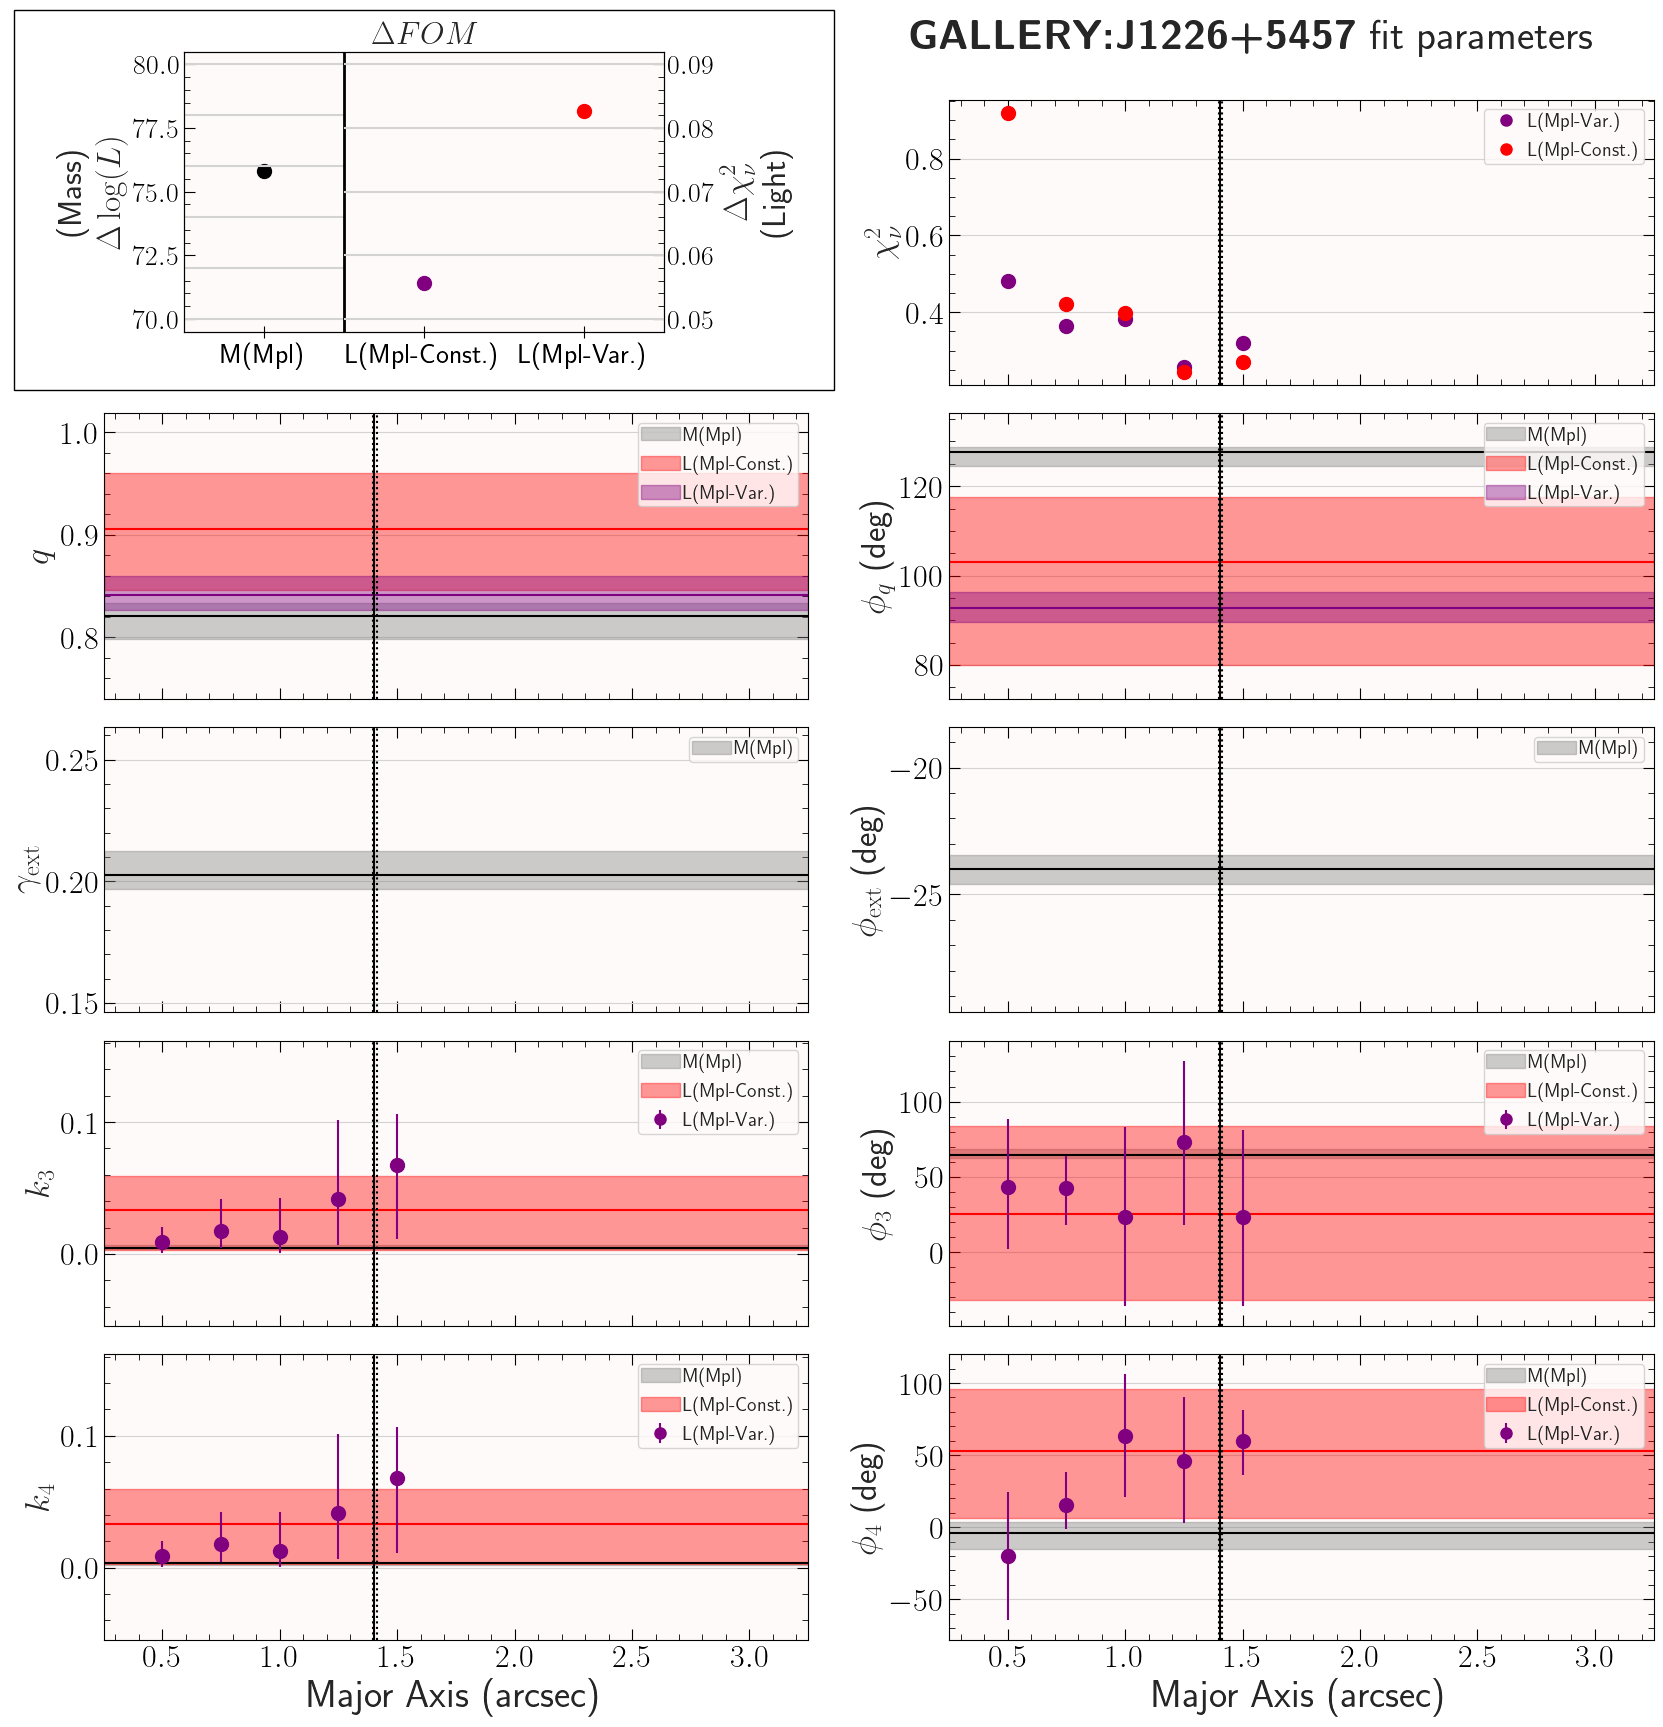 ΔFOM
GALLERY:J1226+5457 fit parameters
(Mass)
Δ log(L)
80.0
77.5
75.0
72.5
70.0
0.09
0.08
0.07
0.06
0.05
Δχ²ᵥ
(Light)
M(Mpl)
L(Mpl-Const.)
L(Mpl-Var.)
χ²ᵥ
0.8
0.6
0.4
L(Mpl-Var.)
L(Mpl-Const.)
q
1.0
0.9
0.8
M(Mpl)
L(Mpl-Const.)
L(Mpl-Var.)
ϕq (deg)
120
100
80
M(Mpl)
L(Mpl-Const.)
L(Mpl-Var.)
γext
0.25
0.20
0.15
M(Mpl)
ϕext (deg)
−20
−25
M(Mpl)
k3
0.1
0.0
M(Mpl)
L(Mpl-Const.)
L(Mpl-Var.)
ϕ3 (deg)
100
50
0
M(Mpl)
L(Mpl-Const.)
L(Mpl-Var.)
k4
0.1
0.0
M(Mpl)
L(Mpl-Const.)
L(Mpl-Var.)
0.5 1.0 1.5 2.0 2.5 3.0
Major Axis (arcsec)
ϕ4 (deg)
100
50
0
−50
M(Mpl)
L(Mpl-Const.)
L(Mpl-Var.)
0.5 1.0 1.5 2.0 2.5 3.0
Major Axis (arcsec)